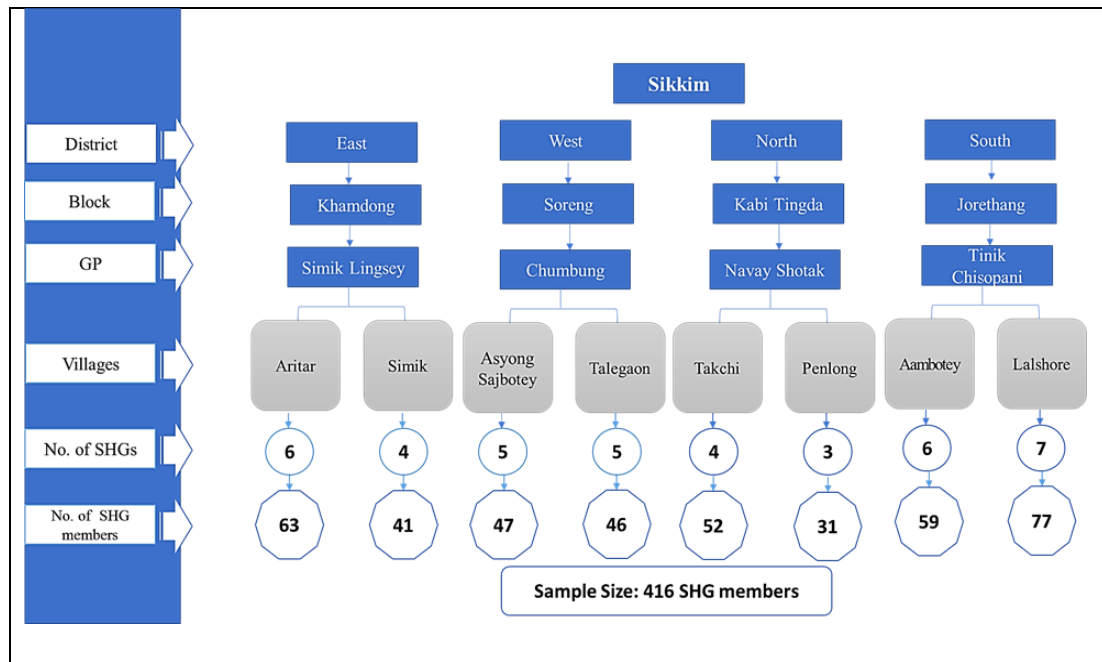 Sikkim
District
East
West
North
South
Block
Khamdong
Soreng
Kabi Tingda
Jorethang
GP
Simik Lingsey
Chumbung
Navay Shotak
Tinik
Chisopani
Villages
Aritar
Simik
Asyong
Sajbotey
Talegaon
Takchi
Penlong
Aambotey
Lalshore
No. of SHGs
6
4
5
5
4
3
6
7
No. of SHG
members
63
41
47
46
52
31
59
77
Sample Size: 416 SHG members